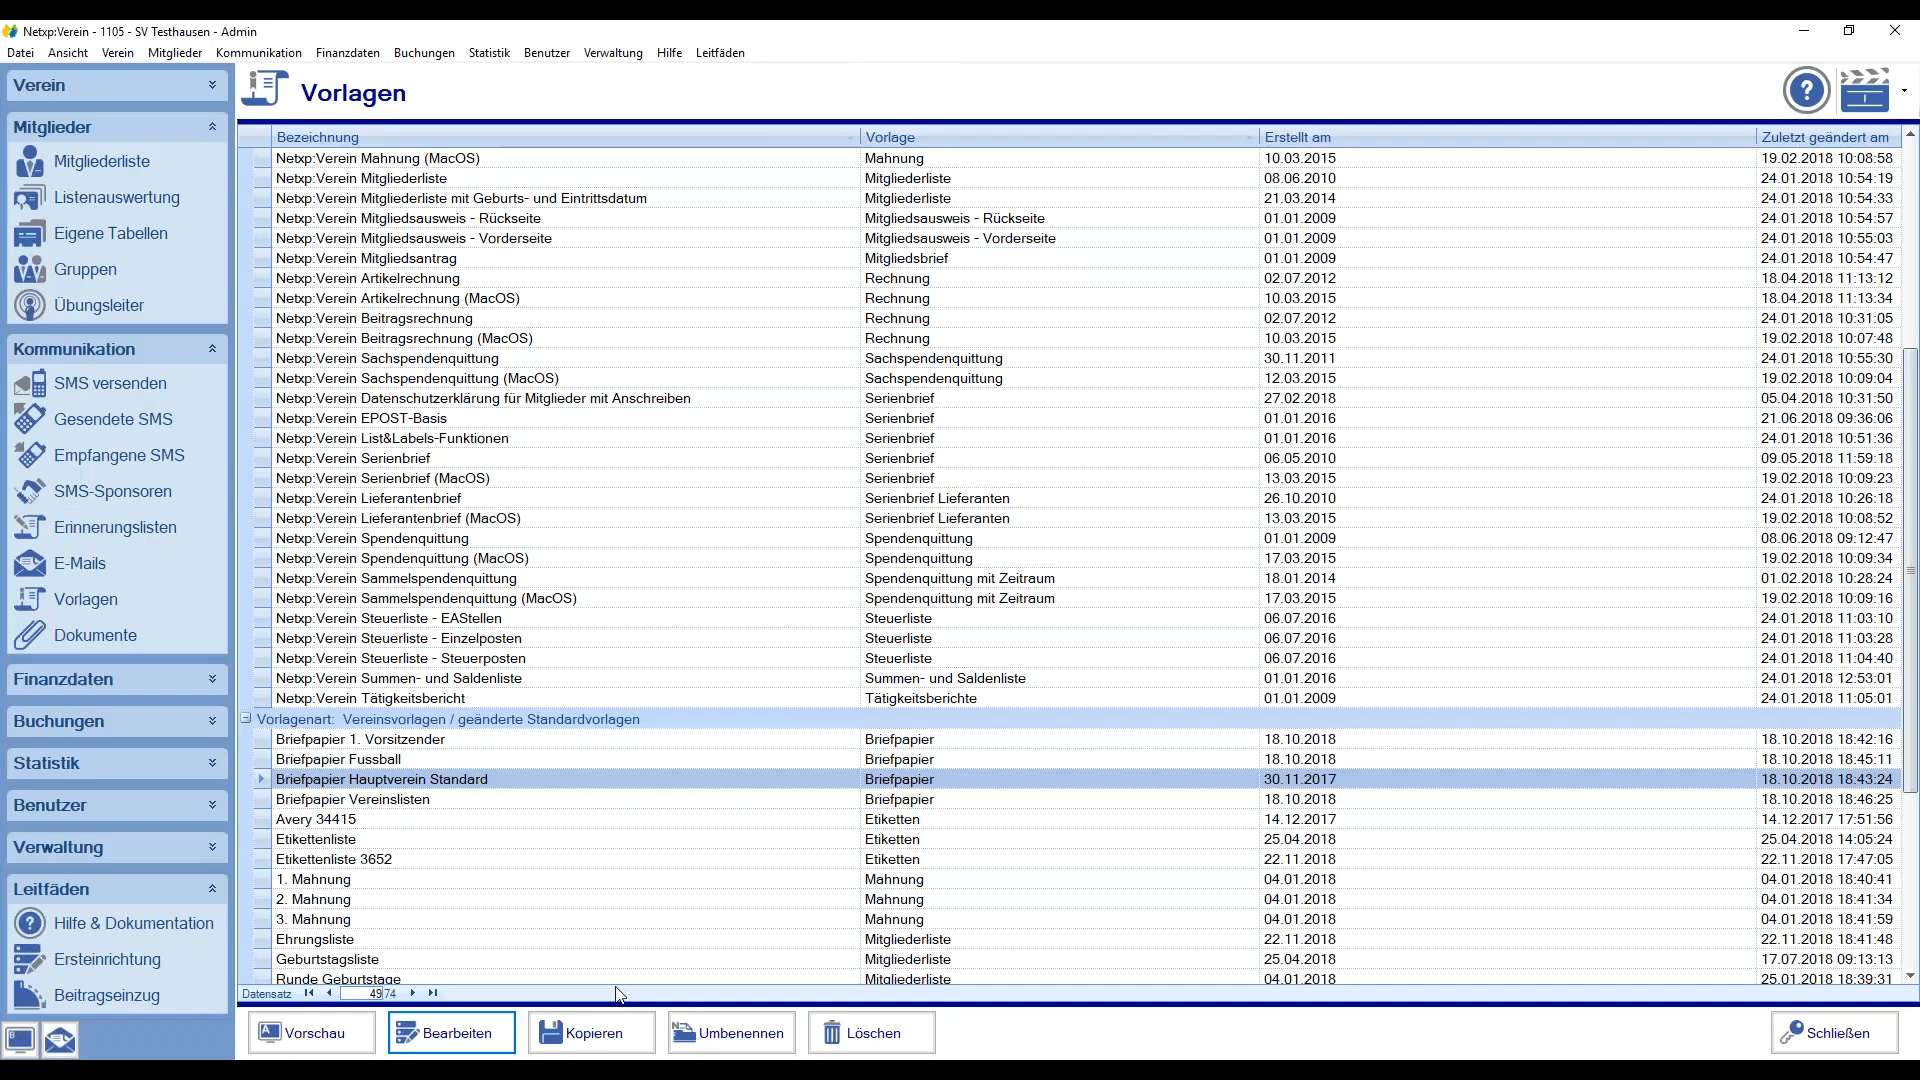 Netxp:Verein - 1105 - SV Testhausen - Admin
Datei Ansicht Verein Mitglieder Kommunikation Finanzdaten Buchungen Statistik Benutzer Verwaltung Hilfe Leitfäden
Verein
Mitglieder
Mitgliederliste
Listenauswertung
Eigene Tabellen
Gruppen
Übungsleiter
Kommunikation
SMS versenden
Gesendete SMS
Empfangene SMS
SMS-Sponsoren
Erinnerungslisten
E-Mails
Vorlagen
Dokumente
Finanzdaten
Buchungen
Statistik
Benutzer
Verwaltung
Leitfäden
Hilfe & Dokumentation
Ersteinrichtung
Beitragseinzug
Vorlagen
Bezeichnung Vorlage Erstellt am Zuletzt geändert am
Netxp:Verein Mahnung (MacOS) Mahnung 10.03.2015 19.02.2018 10:08:58
Netxp:Verein Mitgliederliste Mitgliederliste 08.06.2010 24.01.2018 10:54:19
Netxp:Verein Mitgliederliste mit Geburts- und Eintrittsdatum Mitgliederliste 21.03.2014 24.01.2018 10:54:33
Netxp:Verein Mitgliedsausweis - Rückseite Mitgliedsausweis - Rückseite 01.01.2009 24.01.2018 10:54:57
Netxp:Verein Mitgliedsausweis - Vorderseite Mitgliedsausweis - Vorderseite 01.01.2009 24.01.2018 10:55:03
Netxp:Verein Mitgliedsantrag Mitgliedsbrief 01.01.2009 24.01.2018 10:54:47
Netxp:Verein Artikelrechnung Rechnung 02.07.2012 18.04.2018 11:13:12
Netxp:Verein Artikelrechnung (MacOS) Rechnung 10.03.2015 18.04.2018 11:13:34
Netxp:Verein Beitragsrechnung Rechnung 02.07.2012 24.01.2018 10:31:05
Netxp:Verein Beitragsrechnung (MacOS) Rechnung 10.03.2015 19.02.2018 10:07:48
Netxp:Verein Sachspendenquittung Sachspendenquittung 30.11.2011 24.01.2018 10:55:30
Netxp:Verein Sachspendenquittung (MacOS) Sachspendenquittung 12.03.2015 19.02.2018 10:09:04
Netxp:Verein Datenschutzerklärung für Mitglieder mit Anschreiben Serienbrief 27.02.2018 05.04.2018 10:31:50
Netxp:Verein EPOST-Basis Serienbrief 01.01.2016 21.06.2018 09:36:06
Netxp:Verein List&Labels-Funktionen Serienbrief 01.01.2016 24.01.2018 10:51:36
Netxp:Verein Serienbrief Serienbrief 06.05.2010 09.05.2018 11:59:18
Netxp:Verein Serienbrief (MacOS) Serienbrief 13.03.2015 19.02.2018 10:09:23
Netxp:Verein Lieferantenbrief Serienbrief Lieferanten 26.10.2010 24.01.2018 10:26:18
Netxp:Verein Lieferantenbrief (MacOS) Serienbrief Lieferanten 13.03.2015 19.02.2018 10:08:52
Netxp:Verein Spendenquittung Spendenquittung 01.01.2009 08.06.2018 09:12:47
Netxp:Verein Spendenquittung (MacOS) Spendenquittung 17.03.2015 19.02.2018 10:09:34
Netxp:Verein Sammelspendenquittung Spendenquittung mit Zeitraum 18.01.2014 01.02.2018 10:28:24
Netxp:Verein Sammelspendenquittung (MacOS) Spendenquittung mit Zeitraum 17.03.2015 19.02.2018 10:09:16
Netxp:Verein Steuerliste - EAStellen Steuerliste 06.07.2016 24.01.2018 11:03:10
Netxp:Verein Steuerliste - Einzelposten Steuerliste 06.07.2016 24.01.2018 11:03:28
Netxp:Verein Steuerliste - Steuerposten Steuerliste 06.07.2016 24.01.2018 11:04:40
Netxp:Verein Summen- und Saldenliste Summen- und Saldenliste 01.01.2016 24.01.2018 12:53:01
Netxp:Verein Tätigkeitsbericht Tätigkeitsberichte 01.01.2009 24.01.2018 11:05:01
Vorlagenart: Vereinsvorlagen / geänderte Standardvorlagen
Briefpapier 1. Vorsitzender Briefpapier 18.10.2018 18.10.2018 18:42:16
Briefpapier Fussball Briefpapier 18.10.2018 18.10.2018 18:45:11
Briefpapier Hauptverein Standard Briefpapier 30.11.2017 18.10.2018 18:43:24
Briefpapier Vereinslisten Briefpapier 18.10.2018 18.10.2018 18:46:25
Avery 34415 Etiketten 14.12.2017 14.12.2017 17:51:56
Etikettenliste Etiketten 25.04.2018 25.04.2018 14:05:24
Etikettenliste 3652 Etiketten 22.11.2018 22.11.2018 17:47:05
1. Mahnung Mahnung 04.01.2018 04.01.2018 18:40:41
2. Mahnung Mahnung 04.01.2018 04.01.2018 18:41:34
3. Mahnung Mahnung 04.01.2018 04.01.2018 18:41:59
Ehrungsliste Mitgliederliste 22.11.2018 22.11.2018 18:41:48
Geburtstagsliste Mitgliederliste 25.04.2018 17.07.2018 09:13:13
Runde Geburtstage Mitgliederliste 04.01.2018 25.01.2018 18:39:31
Datensatz 49 74
Vorschau Bearbeiten Kopieren Umbenennen Löschen Schließen